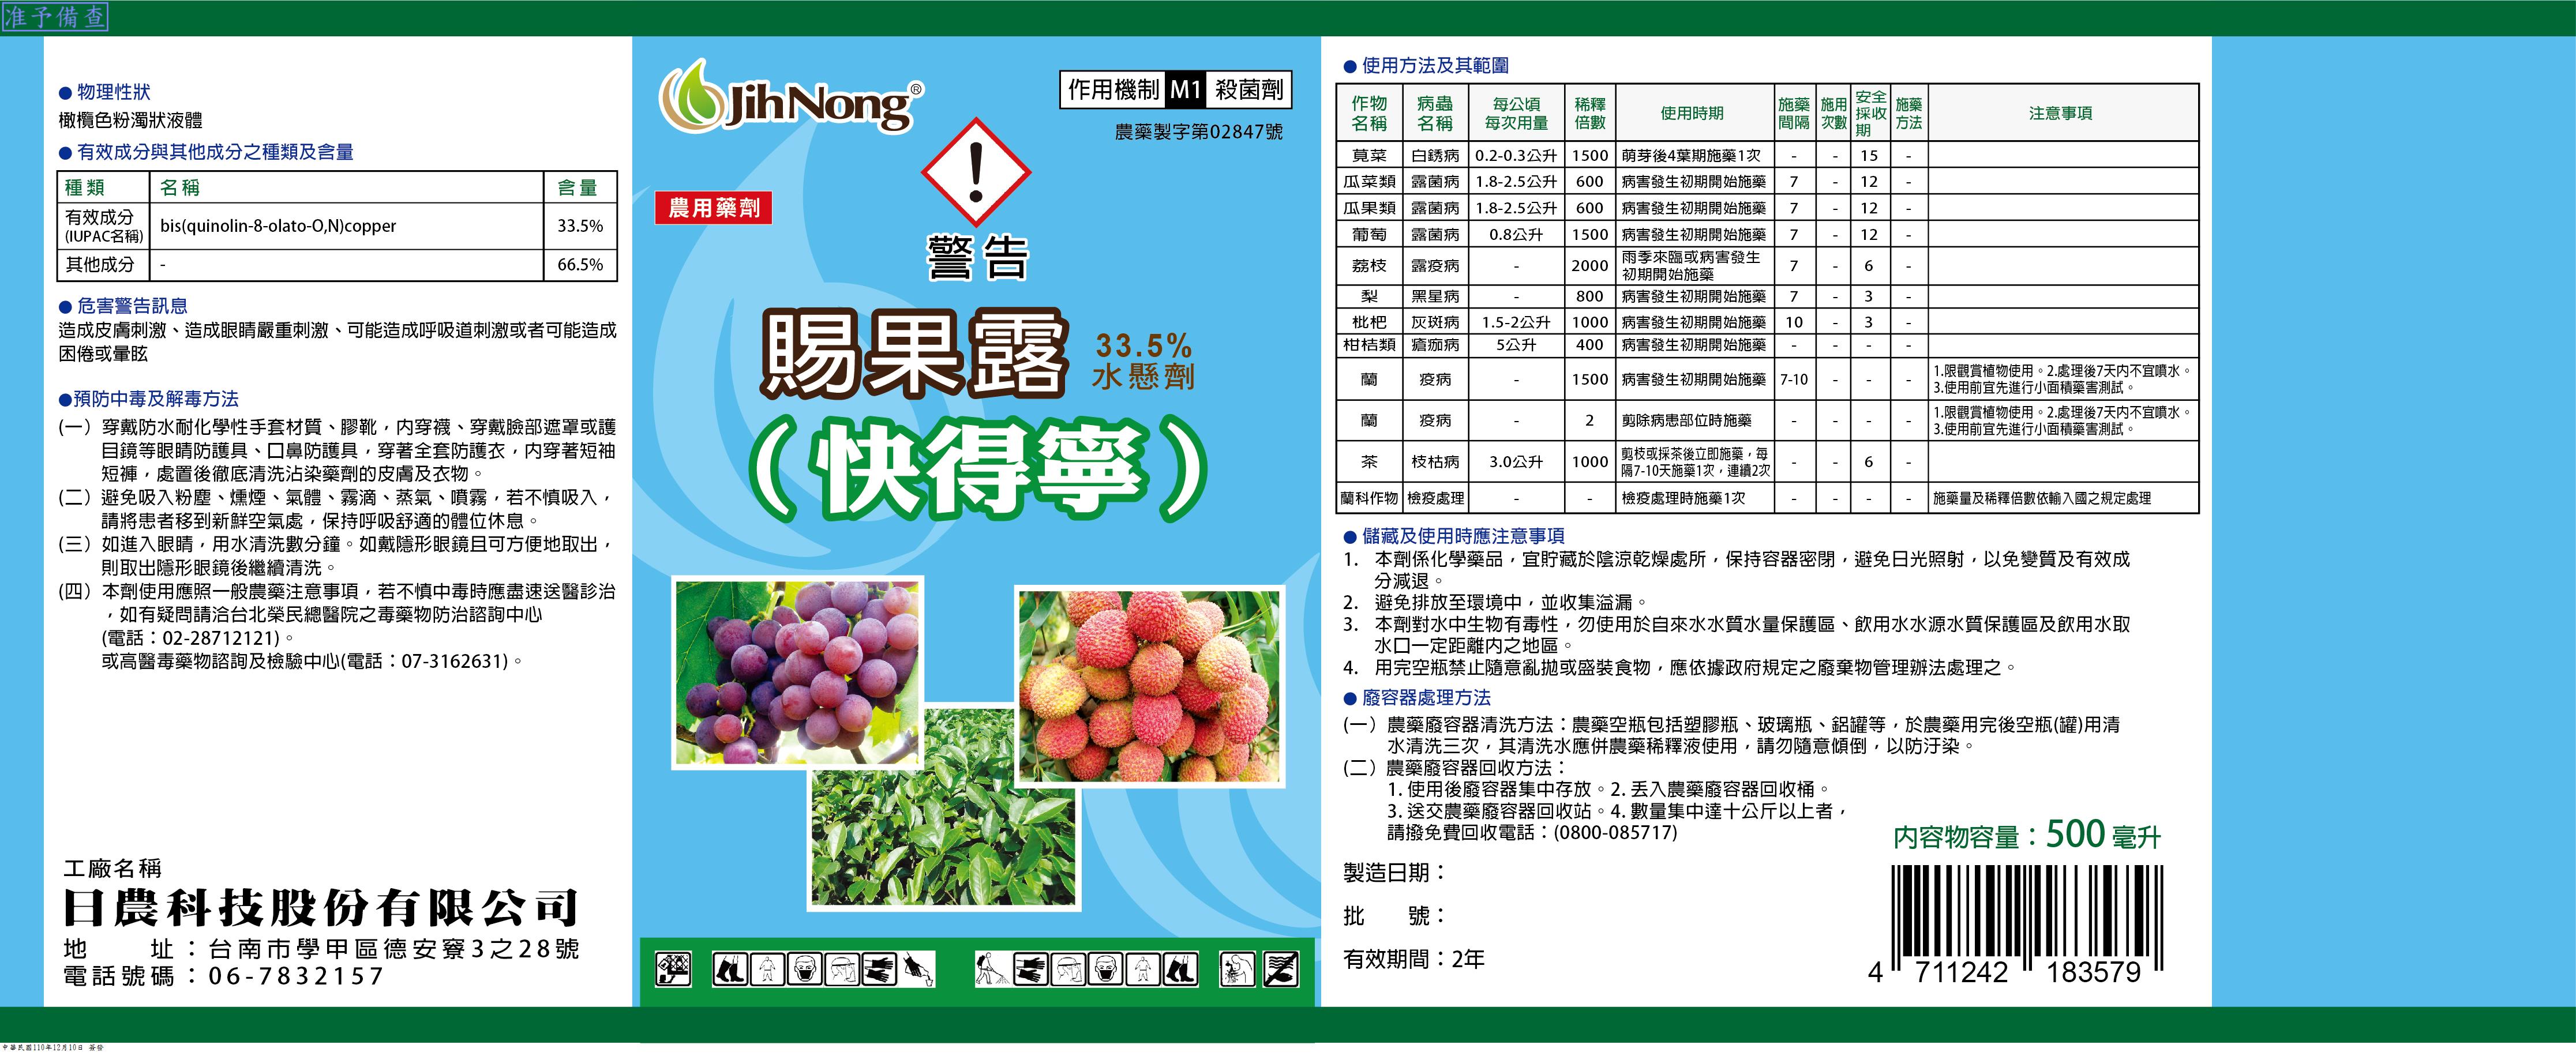 准予備查
● 物理性狀
橄欖色粉濁狀液體
● 有效成分與其他成分之種類及含量
種類 名稱 含量
有效成分(IUPAC名稱) bis(quinolin-8-olato-O,N)copper 33.5%
其他成分 - 66.5%
● 危害警告訊息
造成皮膚刺激、造成眼睛嚴重刺激、可能造成呼吸道刺激或者可能造成
困倦或暈眩
●預防中毒及解毒方法
(一）穿戴防水耐化學性手套材質、膠靴，內穿襪、穿戴臉部遮罩或護
目鏡等眼睛防護具、口鼻防護具，穿著全套防護衣，內穿著短袖
短褲，處置後徹底清洗沾染藥劑的皮膚及衣物。
(二）避免吸入粉塵、燻煙、氣體、霧滴、蒸氣、噴霧，若不慎吸入，
請將患者移到新鮮空氣處，保持呼吸舒適的體位休息。
(三）如進入眼睛，用水清洗數分鐘。如戴隱形眼鏡且可方便地取出，
則取出隱形眼鏡後繼續清洗。
(四）本劑使用應照一般農藥注意事項，若不慎中毒時應盡速送醫診治
，如有疑問請洽台北榮民總醫院之毒藥物防治諮詢中心
(電話：02-28712121)。
或高醫毒藥物諮詢及檢驗中心(電話：07-3162631)。
工廠名稱
日農科技股份有限公司
地 址：台南市學甲區德安寮3之28號
電話號碼：06-7832157
JihNong®
作用機制 M1 殺菌劑
農藥製字第02847號
農用藥劑
警告
賜果露
33.5%
水懸劑
（快得寧）
● 使用方法及其範圍
作物名稱 病蟲名稱 每公頃每次用量 稀釋倍數 使用時期 施藥間隔 施用次數 安全採收期 施藥方法 注意事項
莧菜 白銹病 0.2-0.3公升 1500 萌芽後4葉期施藥1次 - - 15 -
瓜菜類 露菌病 1.8-2.5公升 600 病害發生初期開始施藥 7 - 12 -
瓜果類 露菌病 1.8-2.5公升 600 病害發生初期開始施藥 7 - 12 -
葡萄 露菌病 0.8公升 1500 病害發生初期開始施藥 7 - 12 -
荔枝 露疫病 - 2000 雨季來臨或病害發生初期開始施藥 7 - 6 -
梨 黑星病 - 800 病害發生初期開始施藥 7 - 3 -
枇杷 灰斑病 1.5-2公升 1000 病害發生初期開始施藥 10 - 3 -
柑桔類 瘡痂病 5公升 400 病害發生初期開始施藥 - - - -
蘭 疫病 - 1500 病害發生初期開始施藥 7-10 - - - 1.限觀賞植物使用。2.處理後7天內不宜噴水。3.使用前宜先進行小面積藥害測試。
蘭 疫病 - 2 剪除病患部位時施藥 - - - - 1.限觀賞植物使用。2.處理後7天內不宜噴水。3.使用前宜先進行小面積藥害測試。
茶 枝枯病 3.0公升 1000 剪枝或採茶後立即施藥，每隔7-10天施藥1次，連續2次 - - 6 -
蘭科作物 檢疫處理 - - 檢疫處理時施藥1次 - - - - 施藥量及稀釋倍數依輸入國之規定處理
● 儲藏及使用時應注意事項
1. 本劑係化學藥品，宜貯藏於陰涼乾燥處所，保持容器密閉，避免日光照射，以免變質及有效成
分減退。
2. 避免排放至環境中，並收集溢漏。
3. 本劑對水中生物有毒性，勿使用於自來水水質水量保護區、飲用水水源水質保護區及飲用水取
水口一定距離內之地區。
4. 用完空瓶禁止隨意亂拋或盛裝食物，應依據政府規定之廢棄物管理辦法處理之。
● 廢容器處理方法
(一）農藥廢容器清洗方法：農藥空瓶包括塑膠瓶、玻璃瓶、鋁罐等，於農藥用完後空瓶(罐)用清
水清洗三次，其清洗水應併農藥稀釋液使用，請勿隨意傾倒，以防汙染。
(二）農藥廢容器回收方法：
1. 使用後廢容器集中存放。2. 丟入農藥廢容器回收桶。
3. 送交農藥廢容器回收站。4. 數量集中達十公斤以上者，
請撥免費回收電話：(0800-085717)
內容物容量：500 毫升
製造日期：
批 號：
有效期間：2年
4 711242 183579
中華民國110年12月10日 簽發